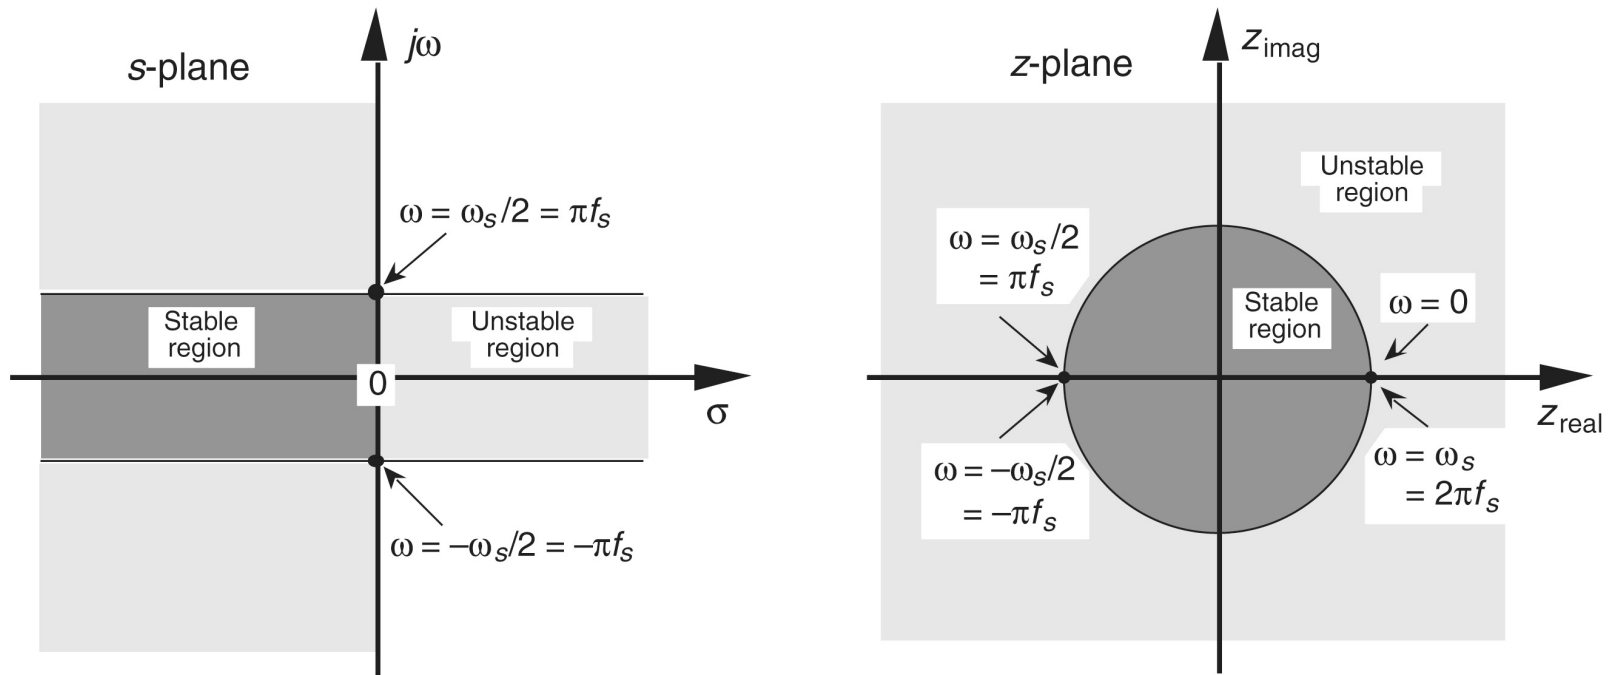 s-plane
jω
ω = ωs/2 = πfs
Stable
region
Unstable
region
0
σ
ω = –ωs/2 = –πfs
z-plane
zimag
Unstable
region
ω = ωs/2
= πfs
Stable
region
ω = 0
zreal
ω = –ωs/2
= –πfs
ω = ωs
= 2πfs